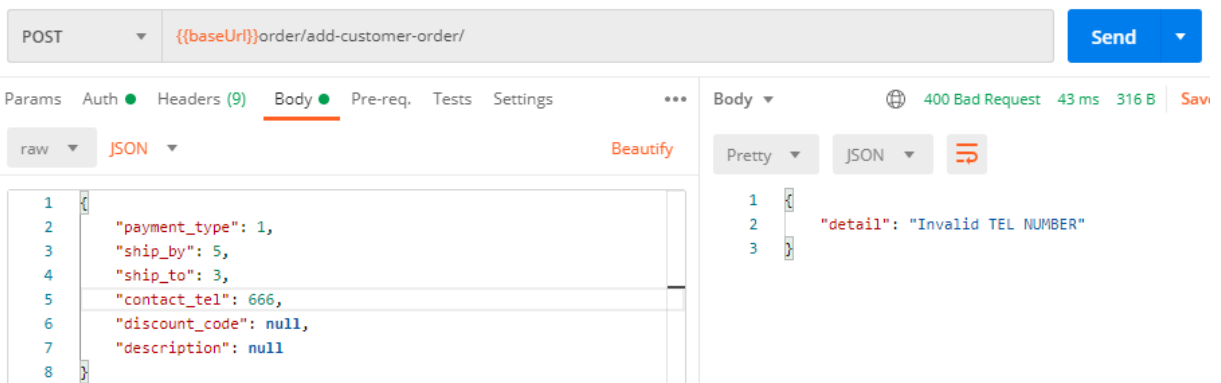 POST {{baseUrl}}order/add-customer-order/ Send
Params Auth Headers (9) Body Pre-req. Tests Settings
raw JSON Beautify
1 {
2 "payment_type": 1,
3 "ship_by": 5,
4 "ship_to": 3,
5 "contact_tel": 666,
6 "discount_code": null,
7 "description": null
8 }
Body 400 Bad Request 43 ms 316 B Save
Pretty JSON
1 {
2 "detail": "Invalid TEL NUMBER"
3 }